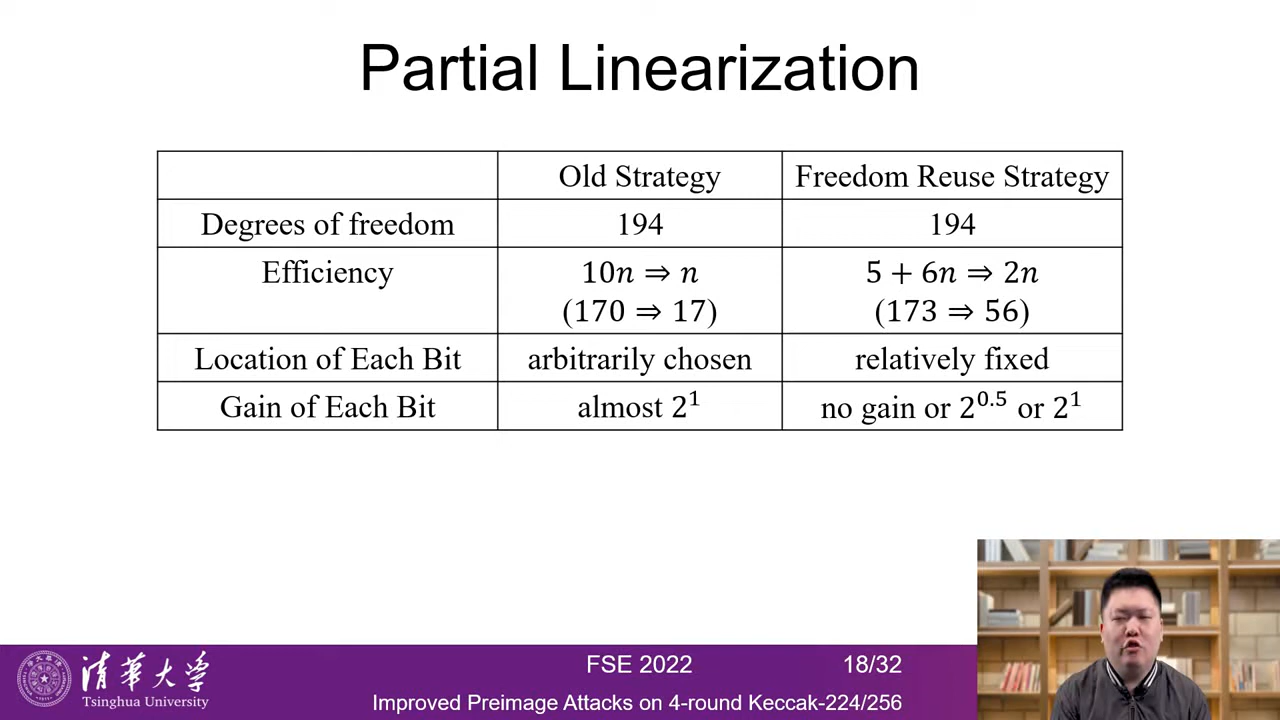 Partial Linearization
Old Strategy
Freedom Reuse Strategy
Degrees of freedom
194
194
Efficiency
10n ⇒ n
(170 ⇒ 17)
5 + 6n ⇒ 2n
(173 ⇒ 56)
Location of Each Bit
arbitrarily chosen
relatively fixed
Gain of Each Bit
almost 2¹
no gain or 2⁰·⁵ or 2¹
清华大学
Tsinghua University
FSE 2022
18/32
Improved Preimage Attacks on 4-round Keccak-224/256